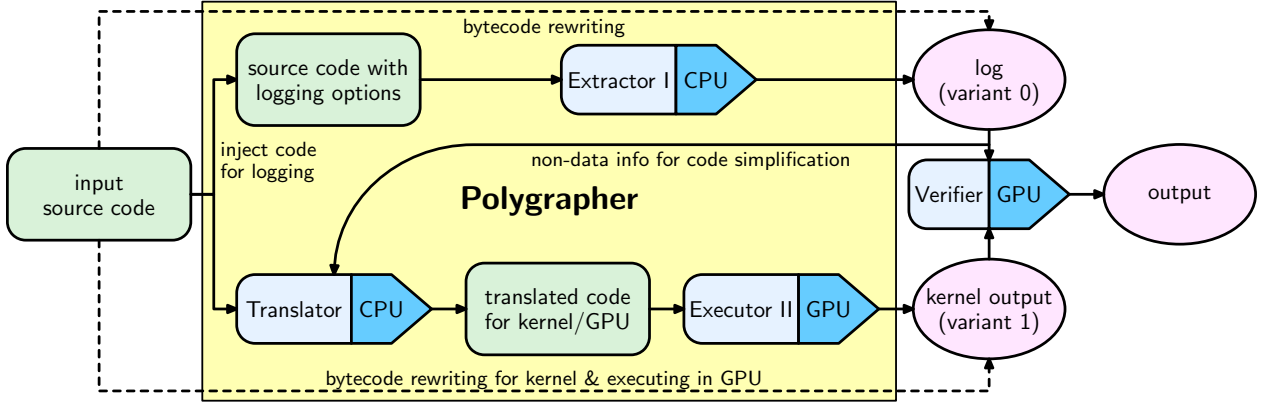 bytecode rewriting
source code with
logging options
Extractor I
CPU
log
(variant 0)
inject code
for logging
non-data info for code simplification
input
source code
Polygrapher
Verifier
GPU
output
Translator
CPU
translated code
for kernel/GPU
Executor II
GPU
kernel output
(variant 1)
bytecode rewriting for kernel & executing in GPU